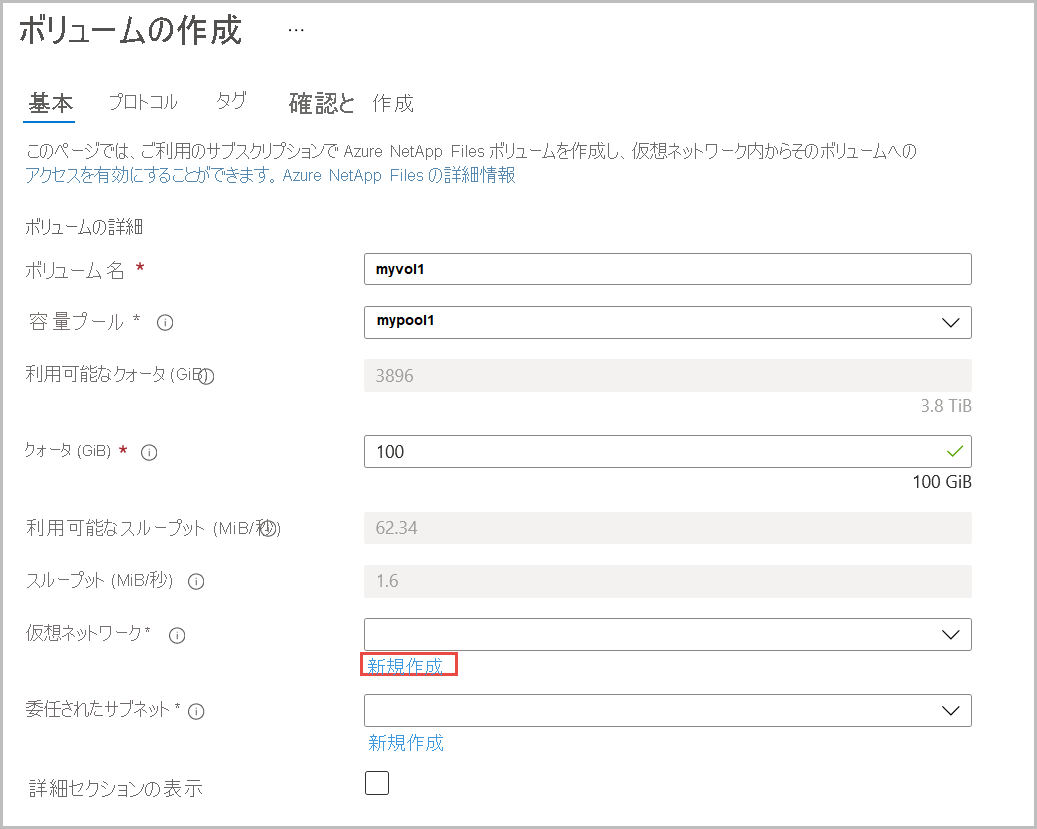 ボリュームの作成 ...
基本 プロトコル タグ 確認と 作成
このページでは、ご利用のサブスクリプションで Azure NetApp Files ボリュームを作成し、仮想ネットワーク内からそのボリュームへの
アクセスを有効にすることができます。Azure NetApp Files の詳細情報
ボリュームの詳細
ボリューム名 * myvol1
容量プール * mypool1
利用可能なクォータ (GiB) 3896
3.8 TiB
クォータ (GiB) * 100
100 GiB
利用可能なスループット (MiB/秒) 62.34
スループット (MiB/秒) 1.6
仮想ネットワーク*
新規作成
委任されたサブネット *
新規作成
詳細セクションの表示